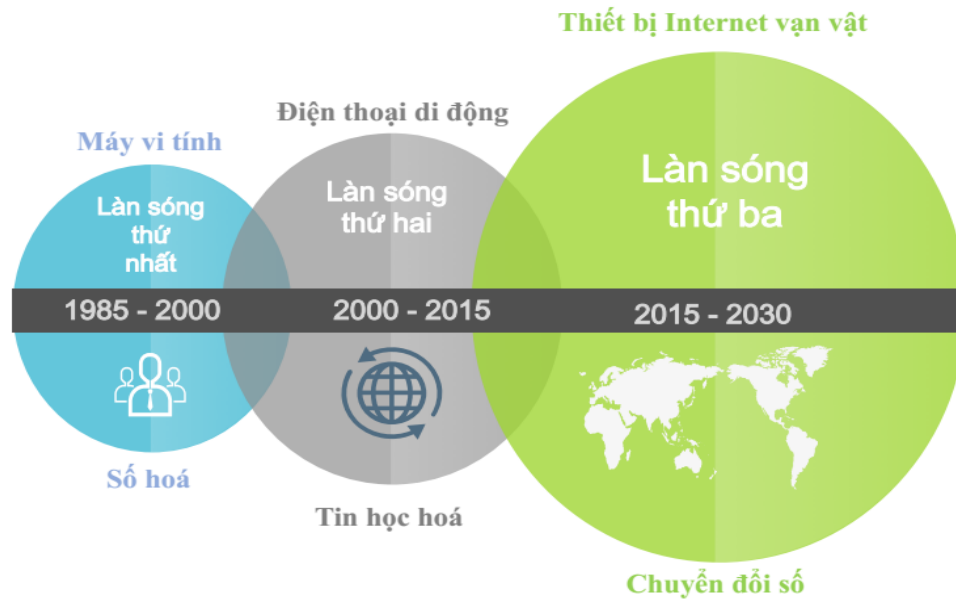 Thiết bị Internet vạn vật
Điện thoại di động
Máy vi tính
Làn sóng
thứ
nhất
Làn sóng
thứ hai
Làn sóng
thứ ba
1985 - 2000
2000 - 2015
2015 - 2030
Số hoá
Tin học hoá
Chuyển đổi số